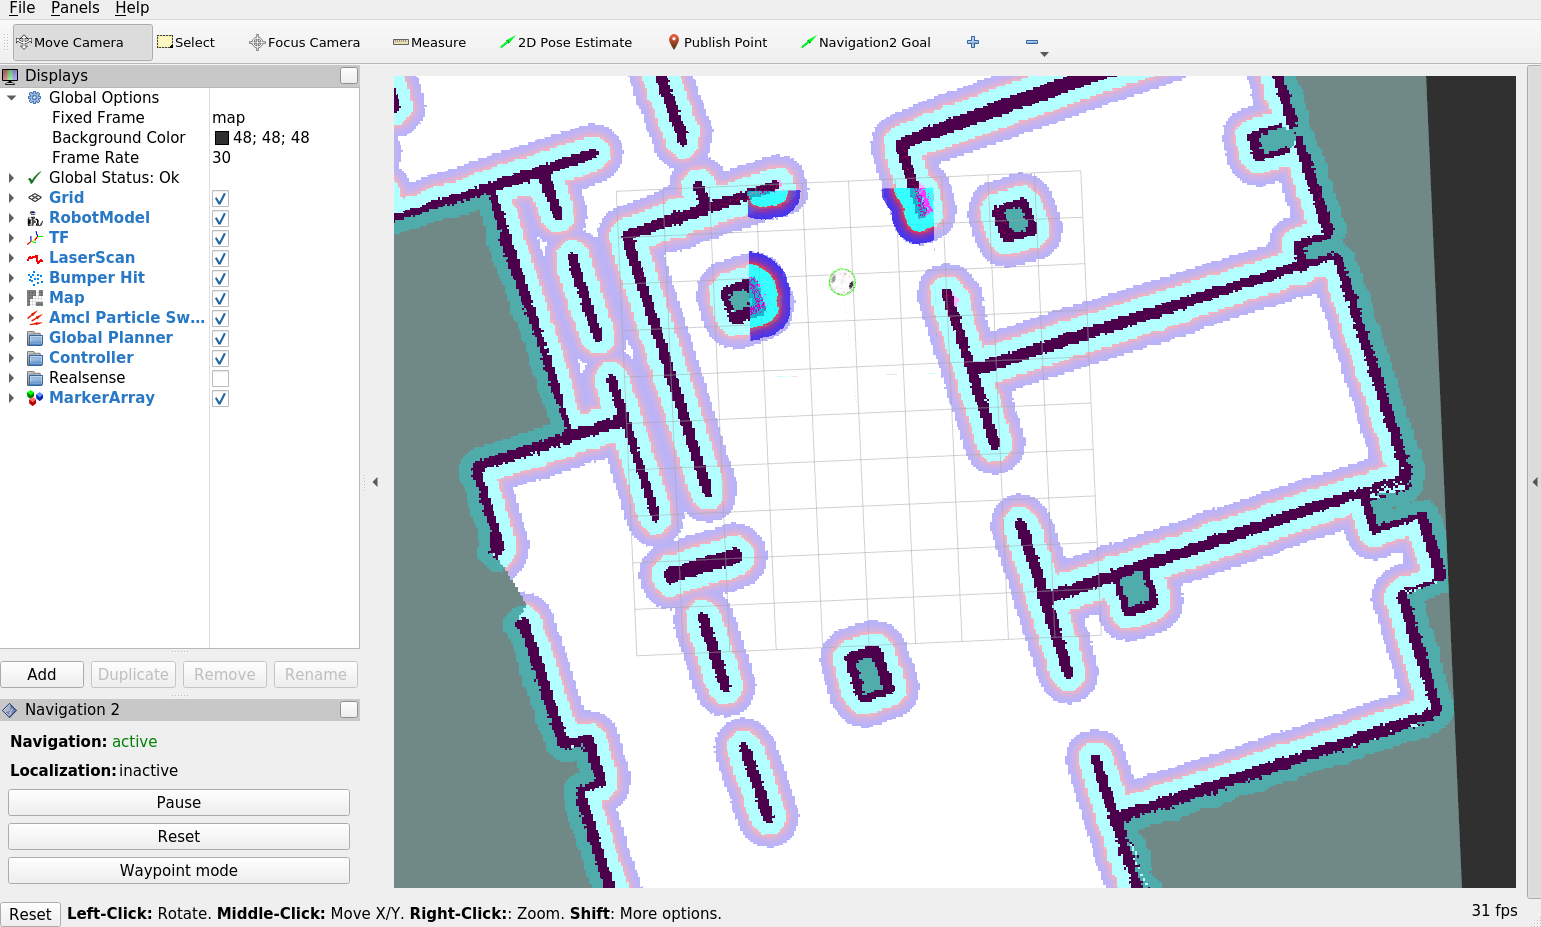 File Panels Help
Move Camera Select Focus Camera Measure 2D Pose Estimate Publish Point Navigation2 Goal
Displays
Global Options
Fixed Frame map
Background Color 48; 48; 48
Frame Rate 30
Global Status: Ok
Grid
RobotModel
TF
LaserScan
Bumper Hit
Map
Amcl Particle Sw...
Global Planner
Controller
Realsense
MarkerArray
Add Duplicate Remove Rename
Navigation 2
Navigation: active
Localization: inactive
Pause
Reset
Waypoint mode
Reset Left-Click: Rotate. Middle-Click: Move X/Y. Right-Click:: Zoom. Shift: More options. 31 fps